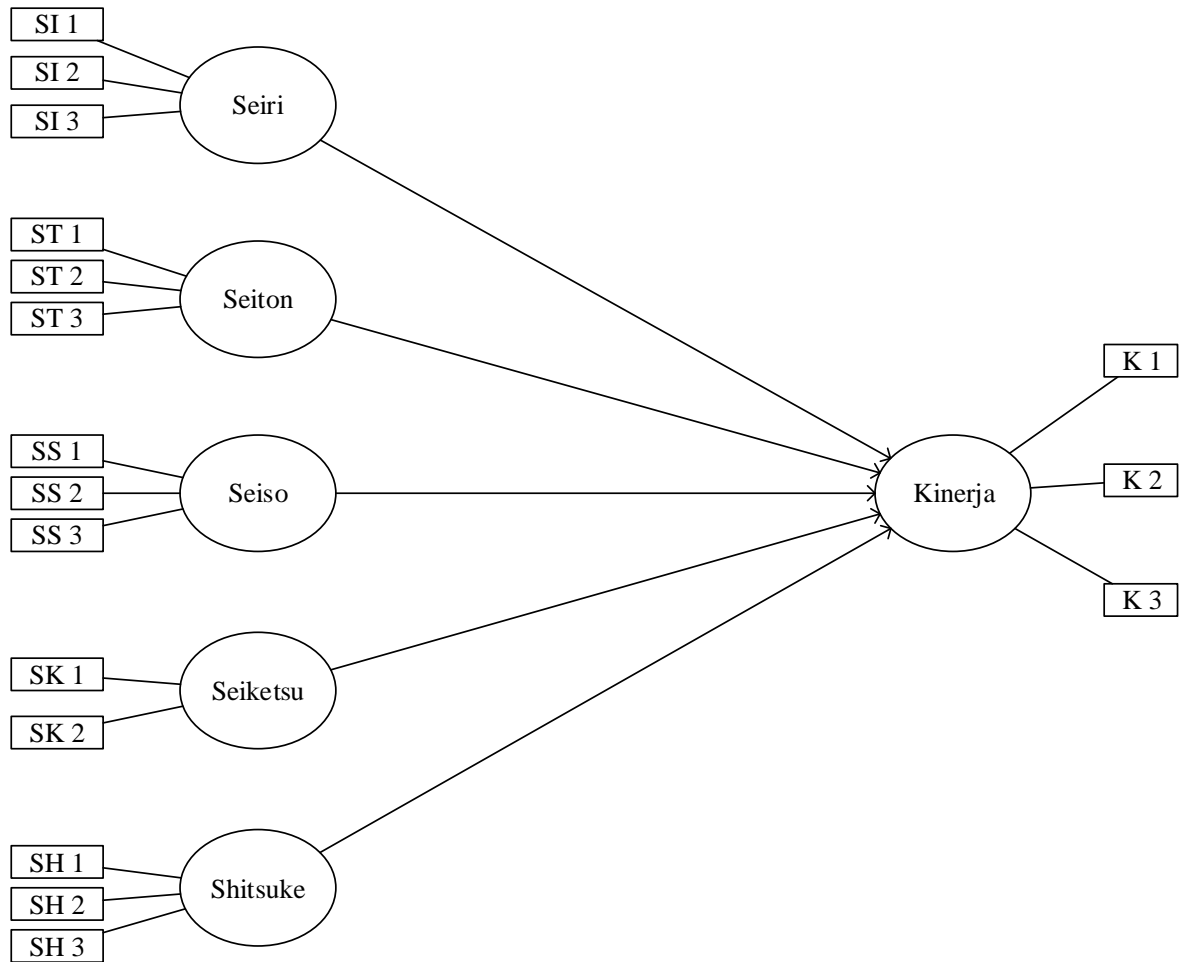 SI 1
SI 2
SI 3
Seiri
ST 1
ST 2
ST 3
Seiton
SS 1
SS 2
SS 3
Seiso
SK 1
SK 2
Seiketsu
SH 1
SH 2
SH 3
Shitsuke
Kinerja
K 1
K 2
K 3